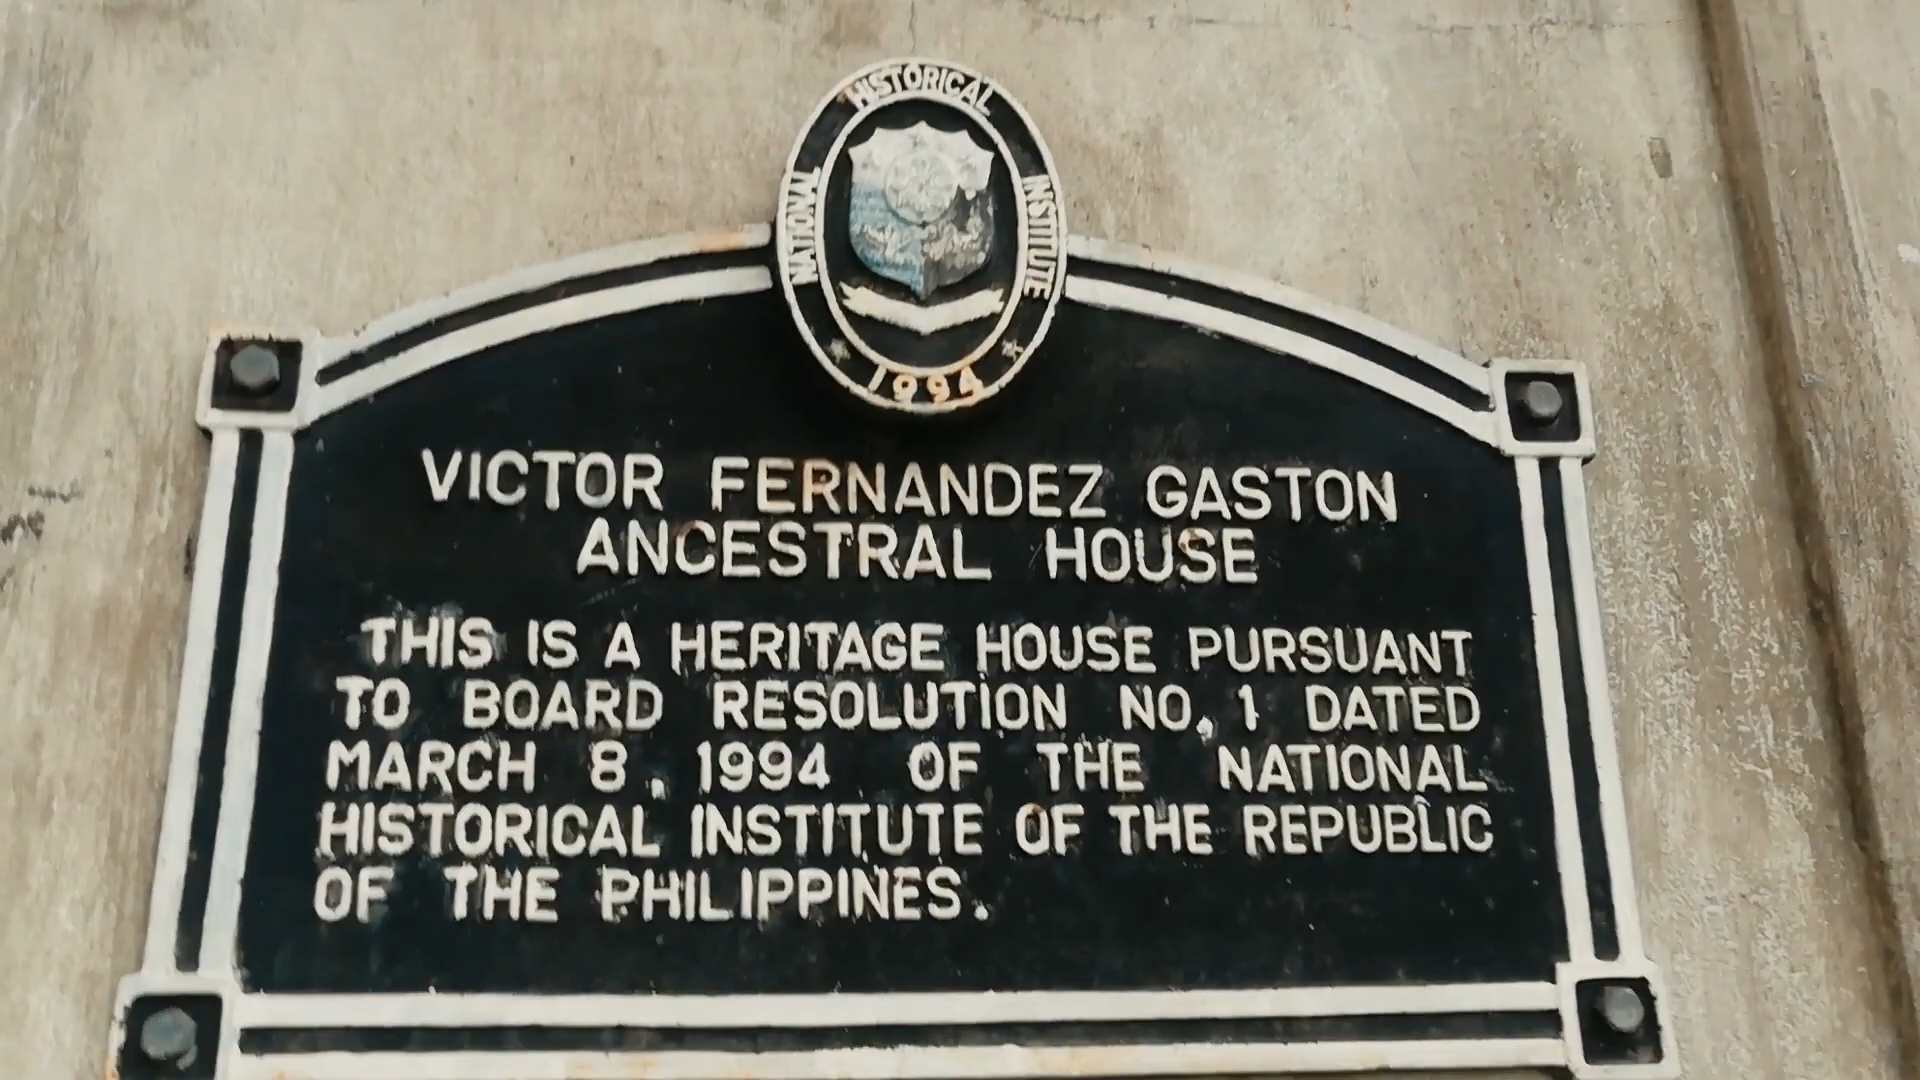 NATIONAL HISTORICAL INSTITUTE
1994
VICTOR FERNANDEZ GASTON
ANCESTRAL HOUSE
THIS IS A HERITAGE HOUSE PURSUANT
TO BOARD RESOLUTION NO. 1 DATED
MARCH 8, 1994 OF THE NATIONAL
HISTORICAL INSTITUTE OF THE REPUBLIC
OF THE PHILIPPINES.